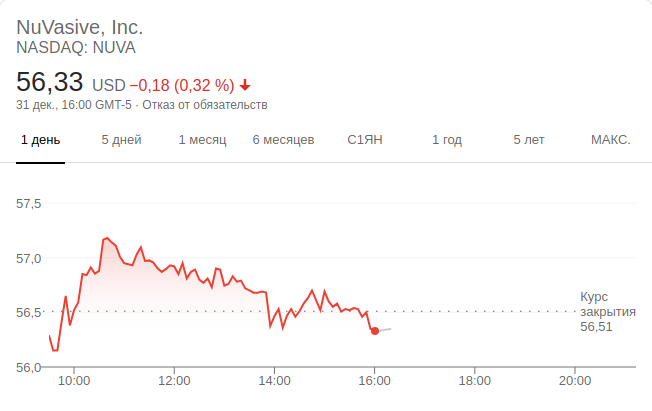 NuVasive, Inc.
NASDAQ: NUVA
56,33 USD −0,18 (0,32 %)
31 дек., 16:00 GMT-5 · Отказ от обязательств
1 день 5 дней 1 месяц 6 месяцев С1ЯН 1 год 5 лет МАКС.
57,5
57,0
56,5
56,0
Курс
закрытия
56,51
10:00 12:00 14:00 16:00 18:00 20:00